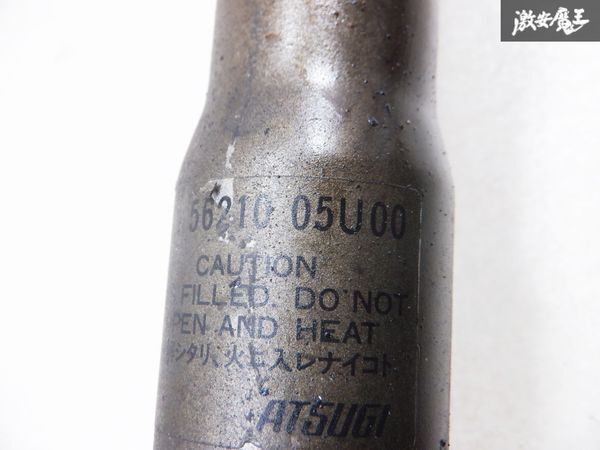 激安魔王
56210 05U00
CAUTION
FILLED. DO NOT
PEN AND HEAT
シタリ、火ニ入レナイコト
ATSUGI